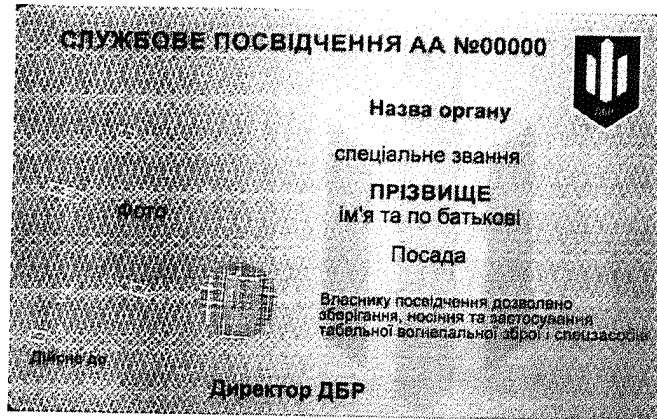 СЛУЖБОВЕ ПОСВІДЧЕННЯ АА №00000
ДБР
Назва органу
спеціальне звання
Фото
ПРІЗВИЩЕ
ім'я та по батькові
Посада
Власнику посвідчення дозволено
зберігання, носіння та застосування
табельної вогнепальної зброї і спецзасобів
Дійсне до
Директор ДБР